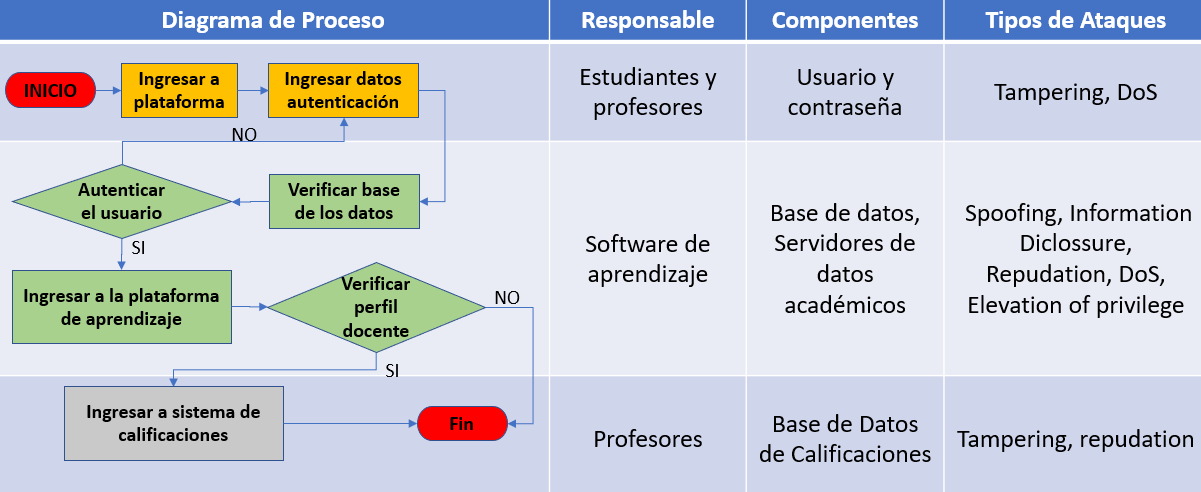 Diagrama de Proceso
Responsable
Componentes
Tipos de Ataques
INICIO
Ingresar a
plataforma
Ingresar datos
autenticación
Estudiantes y
profesores
Usuario y
contraseña
Tampering, DoS
NO
Autenticar
el usuario
Verificar base
de los datos
SI
Ingresar a la plataforma
de aprendizaje
Verificar
perfil
docente
NO
SI
Software de
aprendizaje
Base de datos,
Servidores de
datos
académicos
Spoofing, Information
Diclossure,
Repudation, DoS,
Elevation of privilege
Ingresar a sistema de
calificaciones
Fin
Profesores
Base de Datos
de Calificaciones
Tampering, repudation